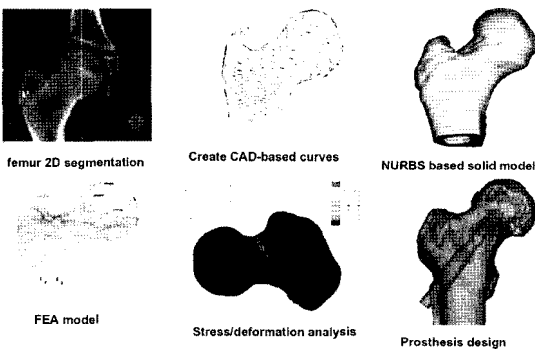 femur 2D segmentation
Create CAD-based curves
NURBS based solid model
FEA model
Stress/deformation analysis
Prosthesis design